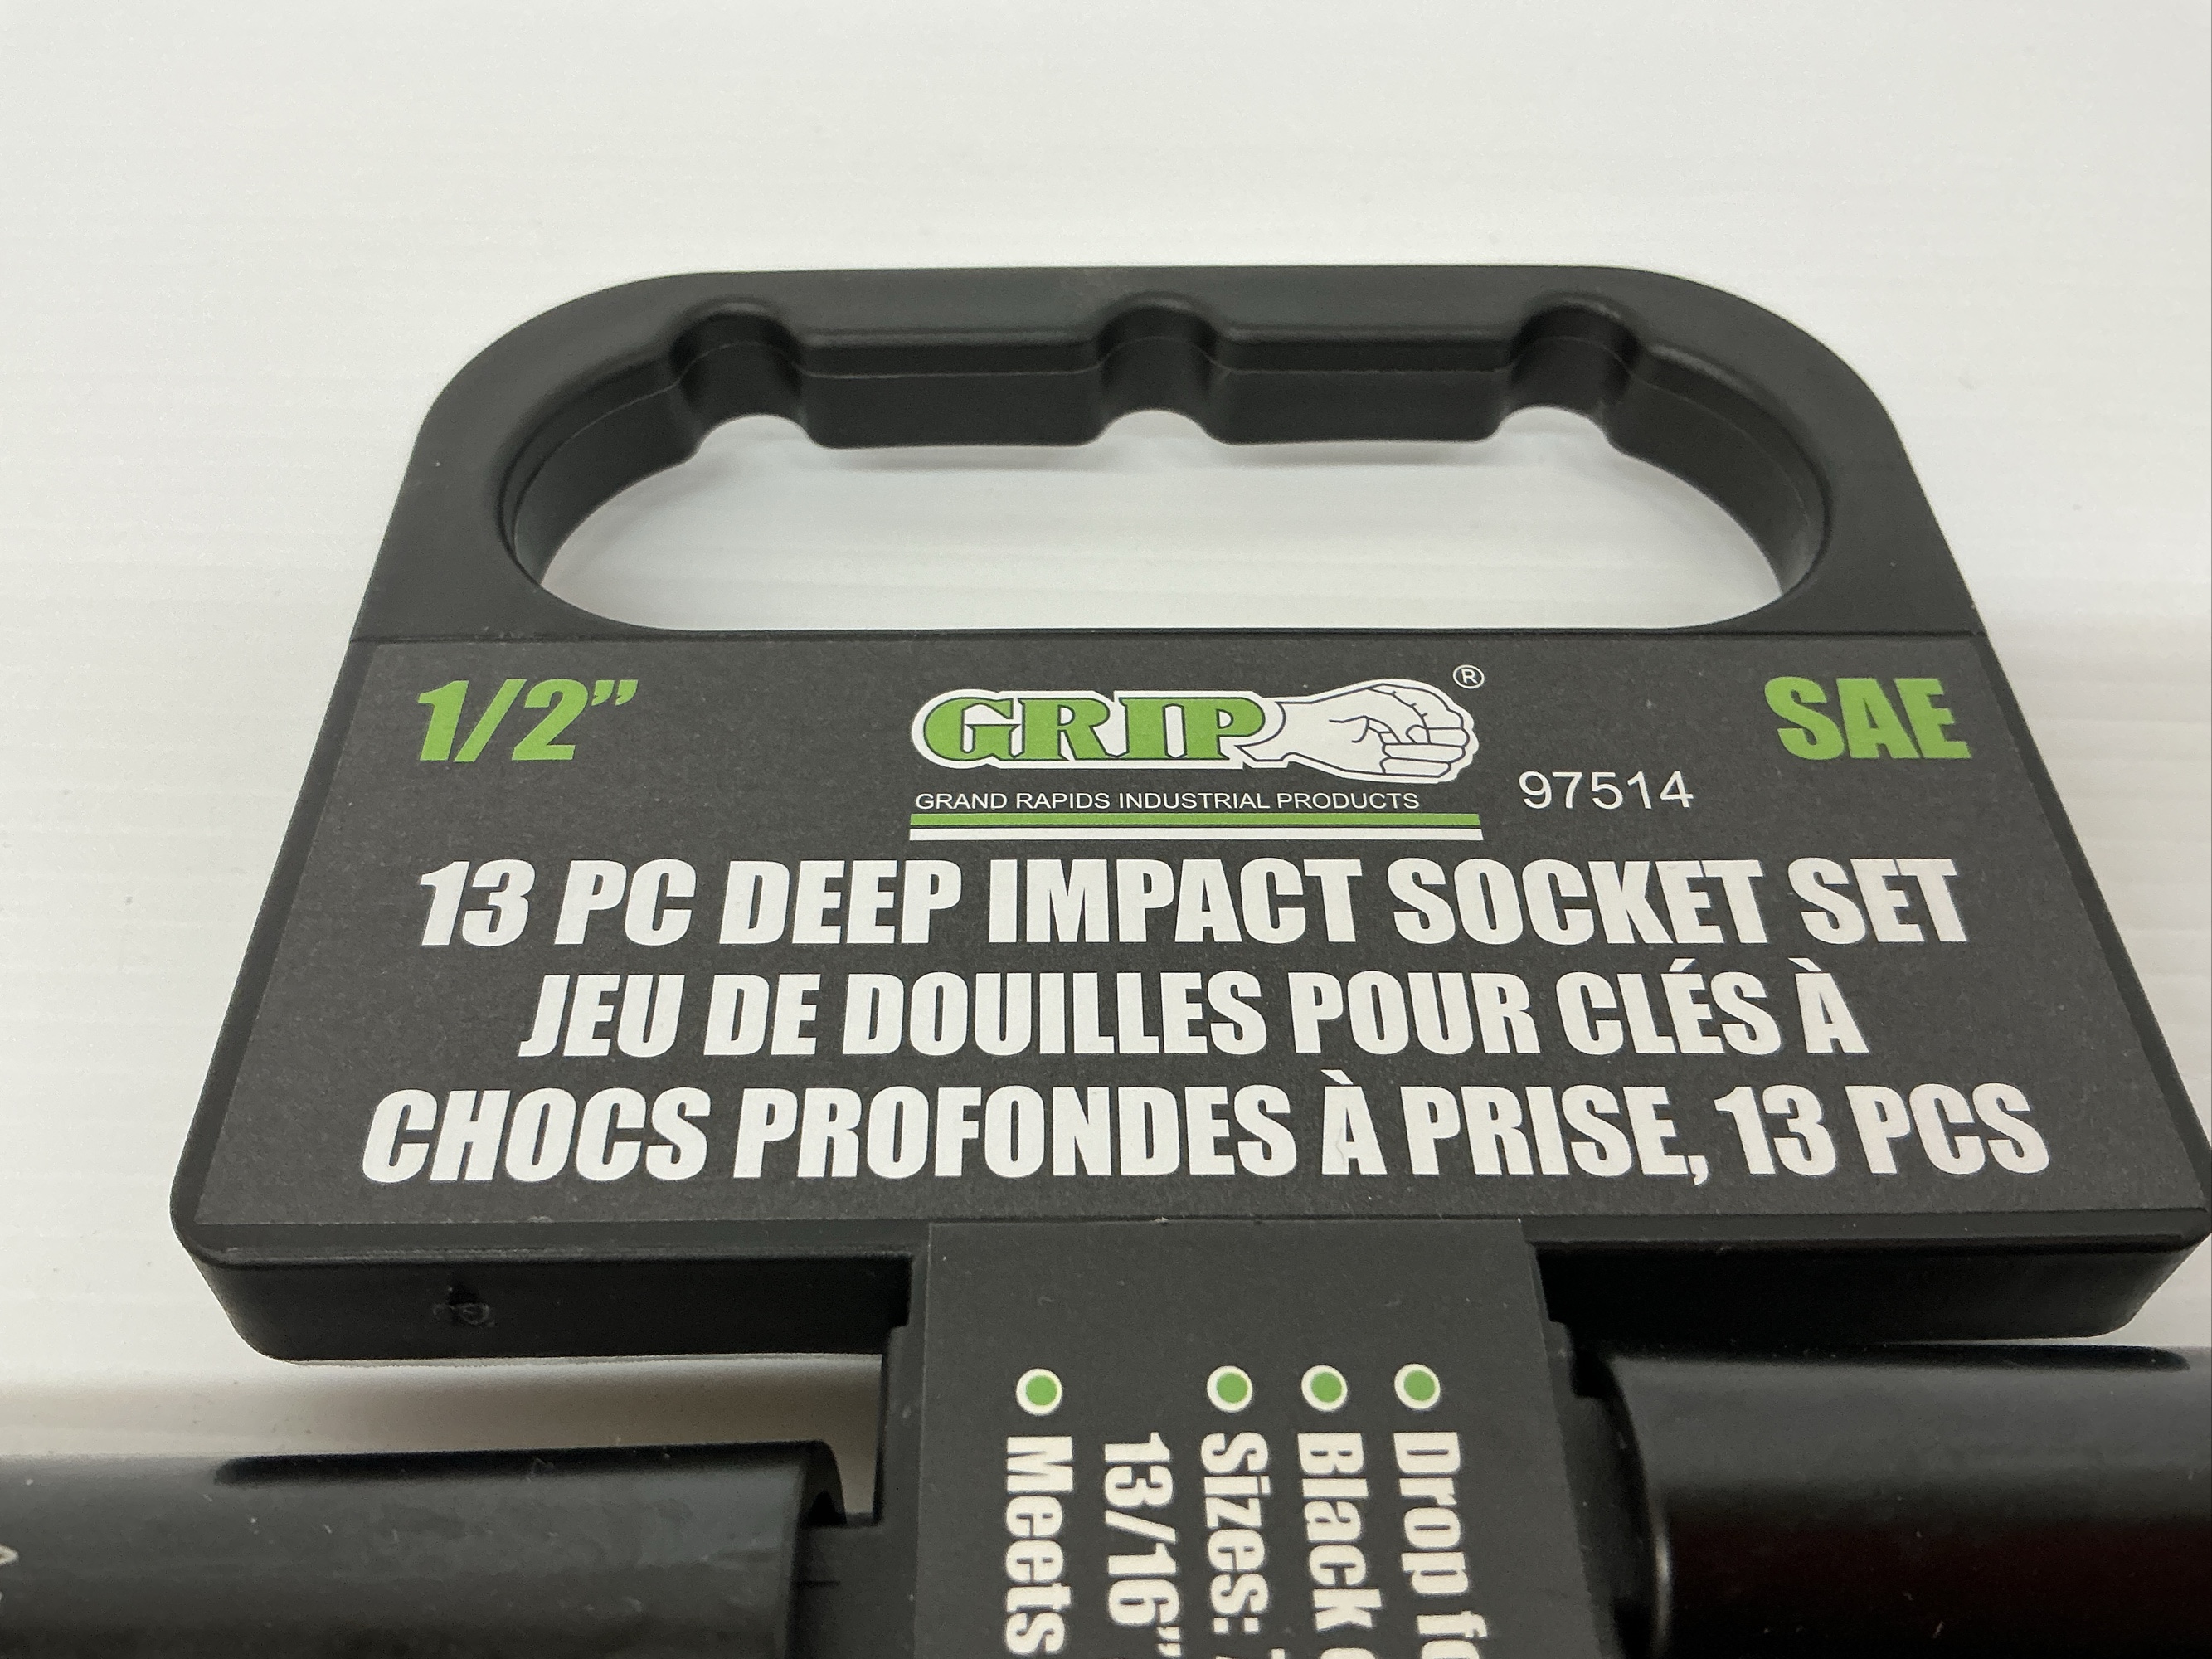 1/2”
GRIP ®
GRAND RAPIDS INDUSTRIAL PRODUCTS
97514
SAE
13 PC DEEP IMPACT SOCKET SET
JEU DE DOUILLES POUR CLÉS À
CHOCS PROFONDES À PRISE, 13 PCS
Drop
Black
Sizes:
13/16”
Meets